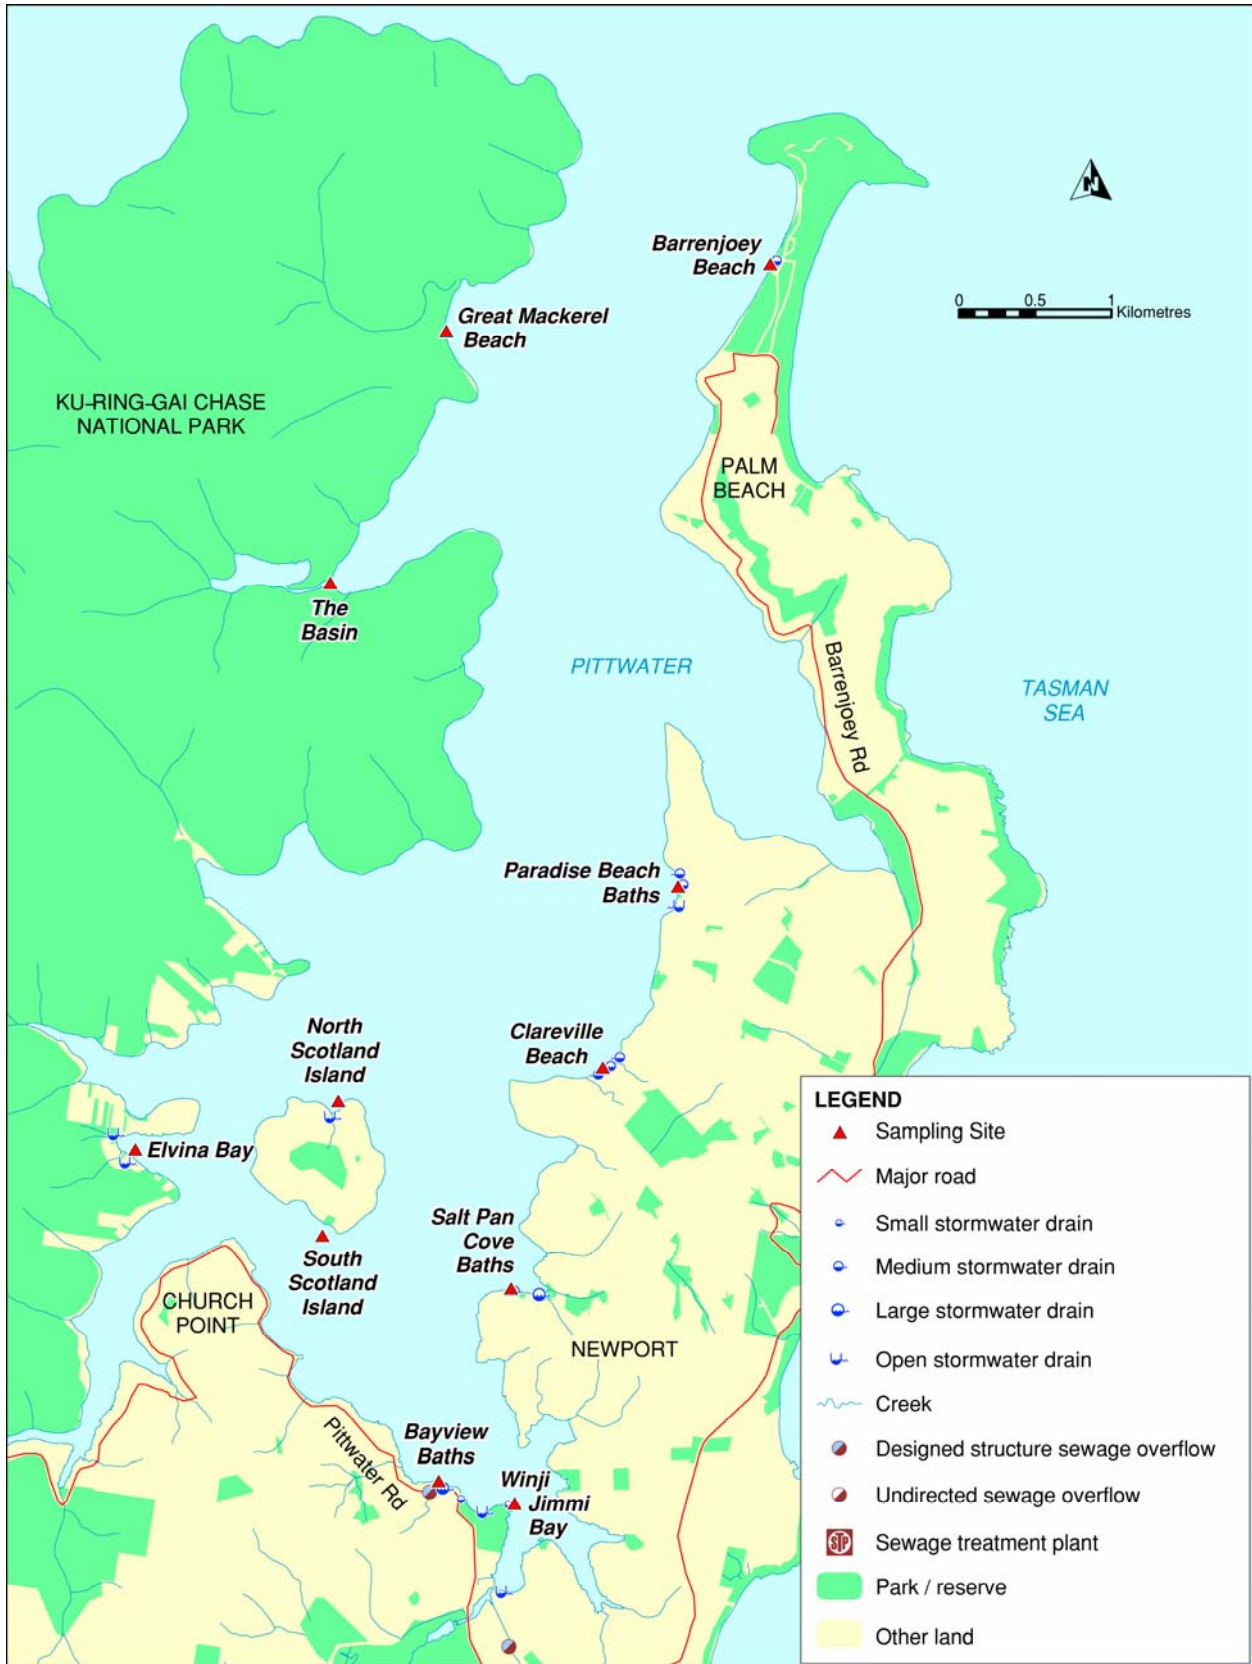 N
Barrenjoey
Beach
0 0.5 1
Kilometres
Great Mackerel
Beach
KU-RING-GAI CHASE
NATIONAL PARK
PALM
BEACH
The
Basin
PITTWATER
Barrenjoey Rd
TASMAN
SEA
Paradise Beach
Baths
North
Scotland
Island
Clareville
Beach
Elvina Bay
Salt Pan
Cove
Baths
South
Scotland
Island
CHURCH
POINT
NEWPORT
Pittwater Rd
Bayview
Baths
Winji
Jimmi
Bay
LEGEND
Sampling Site
Major road
Small stormwater drain
Medium stormwater drain
Large stormwater drain
Open stormwater drain
Creek
Designed structure sewage overflow
Undirected sewage overflow
STP
Sewage treatment plant
Park / reserve
Other land